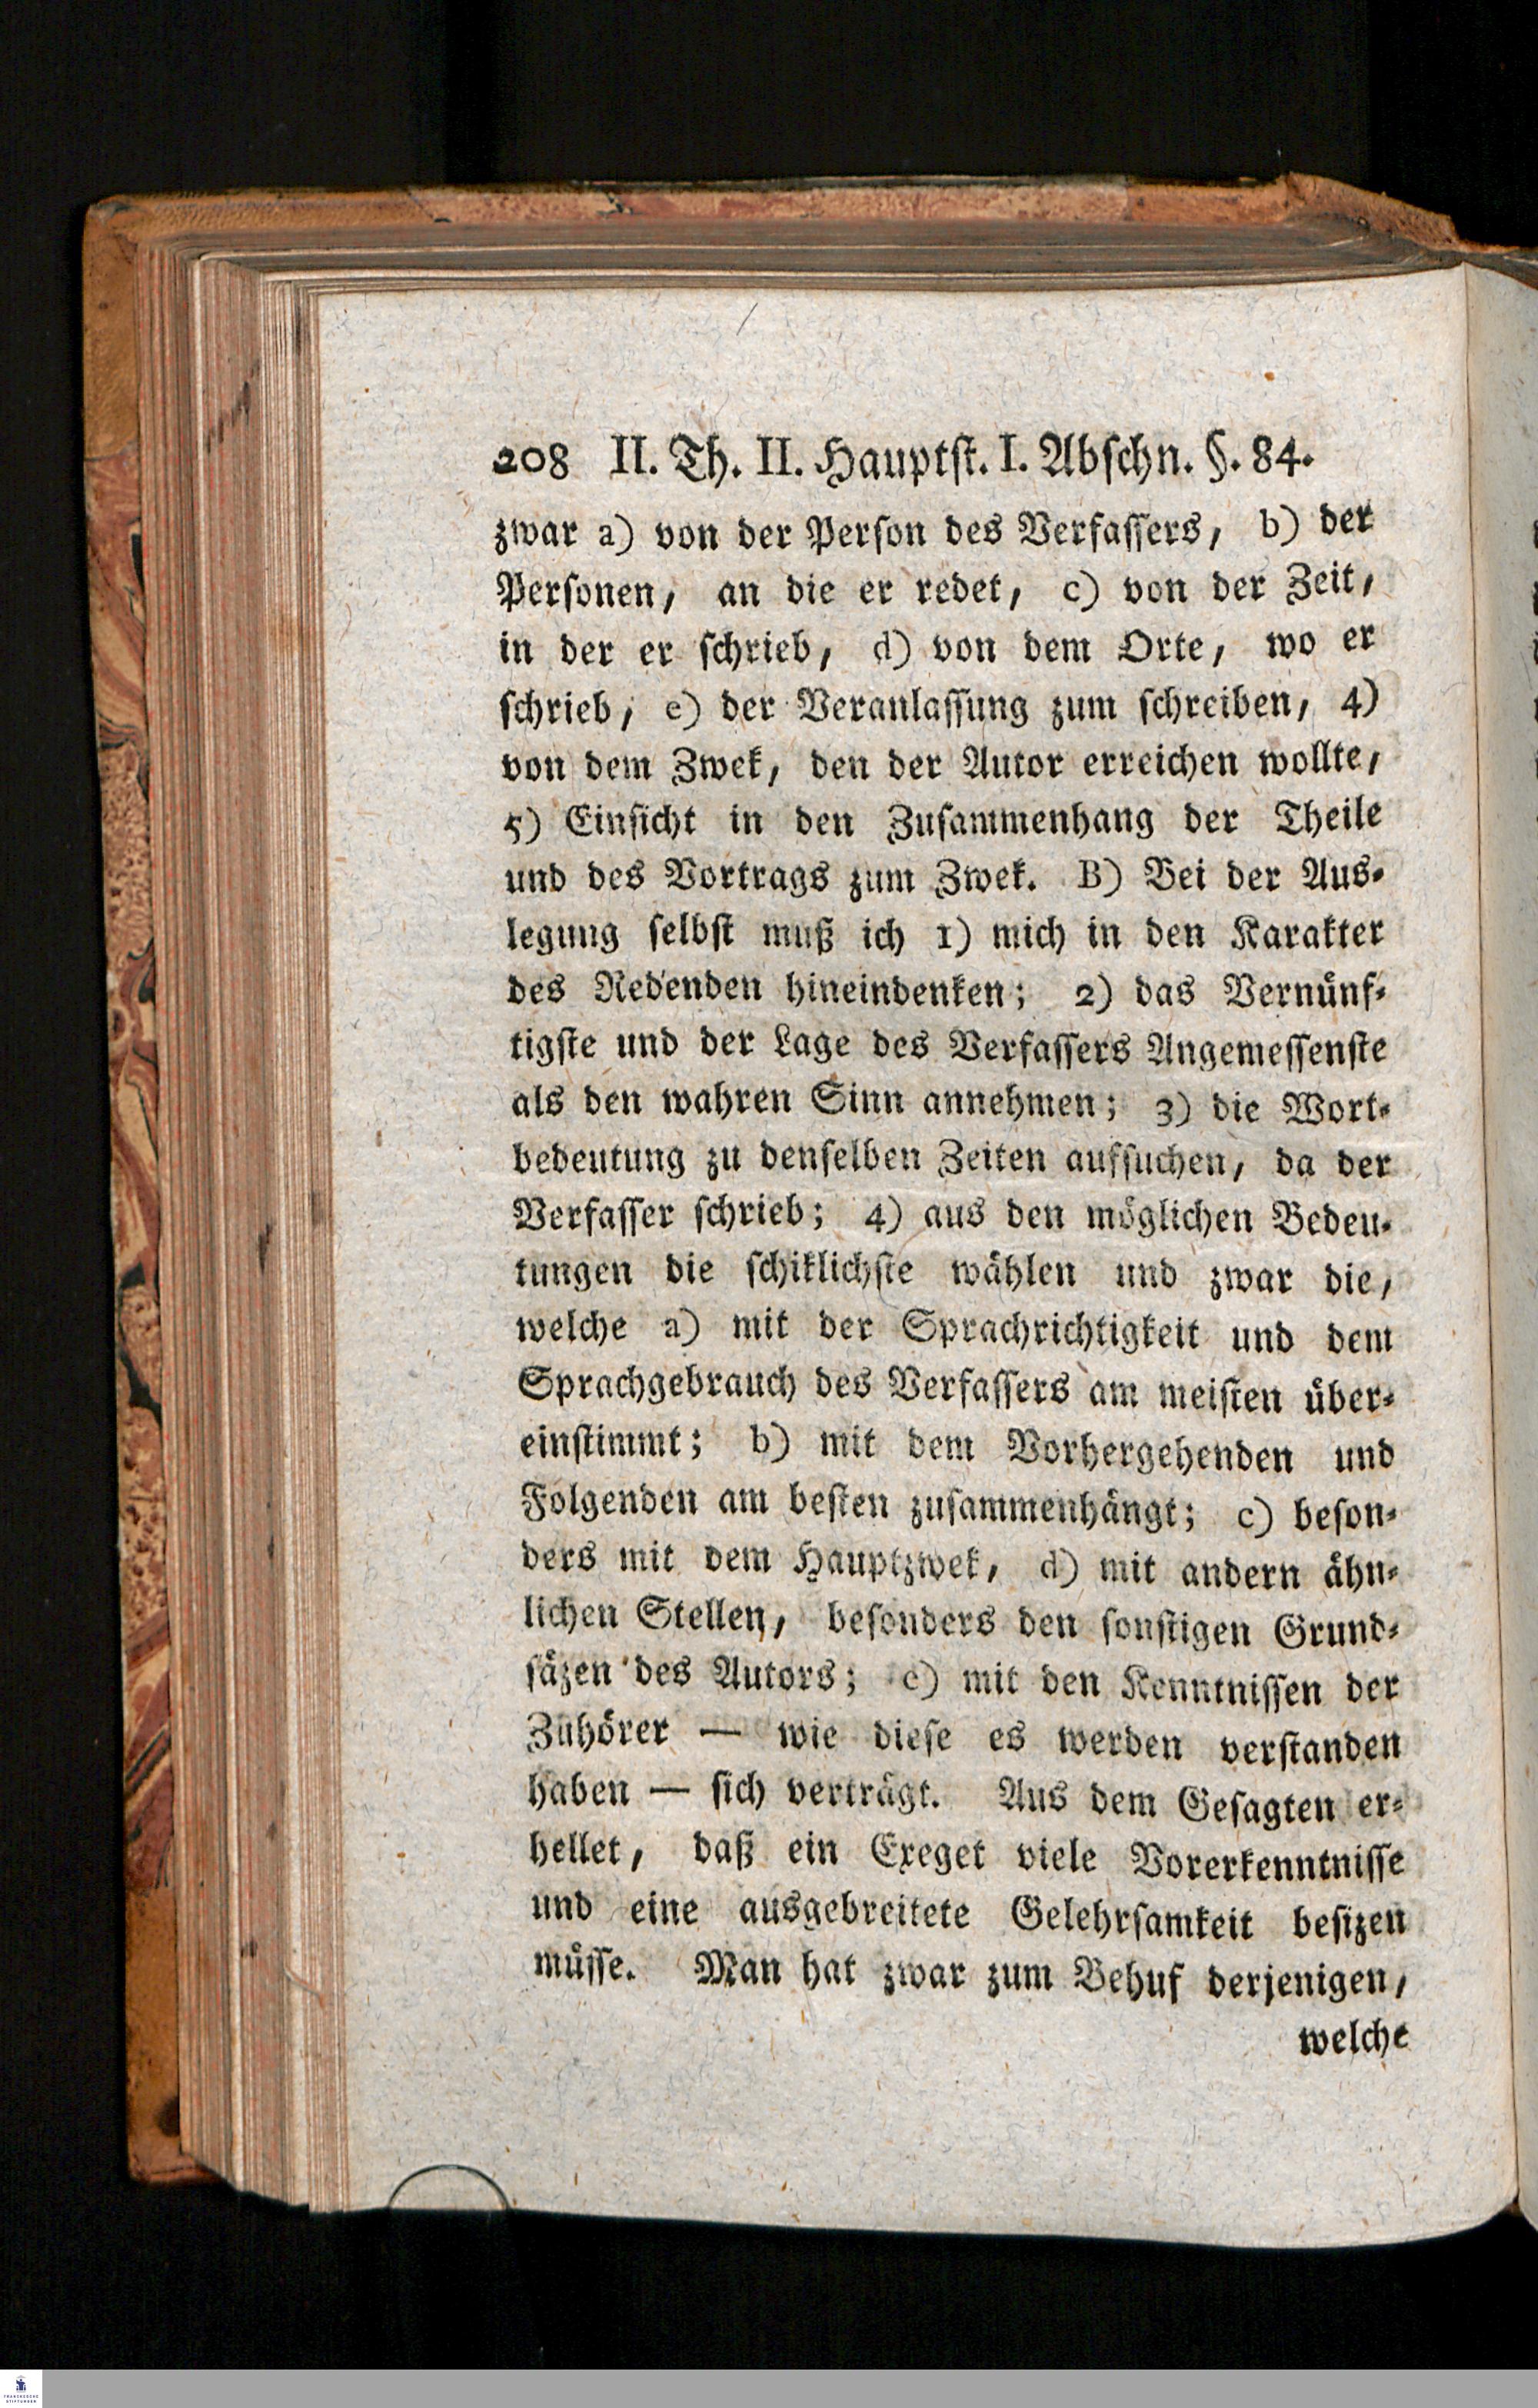 208 II. Th. II. Hauptst. I. Abschn. §. 84.
zwar a) von der Person des Verfassers, b) der
Personen, an die er redet, c) von der Zeit,
in der er schrieb, d) von dem Orte, wo er
schrieb, e) der Veranlassung zum schreiben, 4)
von dem Zwek, den der Autor erreichen wollte,
5) Einsicht in den Zusammenhang der Theile
und des Vortrags zum Zwek. B) Bei der Aus-
legung selbst muß ich 1) mich in den Karakter
des Redenden hineindenken; 2) das Vernünf-
tigste und der Lage des Verfassers Angemessenste
als den wahren Sinn annehmen; 3) die Wort-
bedeutung zu denselben Zeiten aufsuchen, da der
Verfasser schrieb; 4) aus den möglichen Bedeu-
tungen die schiklichste wählen und zwar die,
welche a) mit der Sprachrichtigkeit und dem
Sprachgebrauch des Verfassers am meisten über-
einstimmt; b) mit dem Vorhergehenden und
Folgenden am besten zusammenhängt; c) beson-
ders mit dem Hauptzwek, d) mit andern ähn-
lichen Stellen, besonders den sonstigen Grund-
säzen des Autors; e) mit den Kenntnissen der
Zuhörer — wie diese es werden verstanden
haben — sich verträgt. Aus dem Gesagten er-
hellet, daß ein Exeget viele Vorerkenntnisse
und eine ausgebreitete Gelehrsamkeit besizen
müsse. Man hat zwar zum Behuf derjenigen,
welche
FRANCKESCHE
STIFTUNGEN